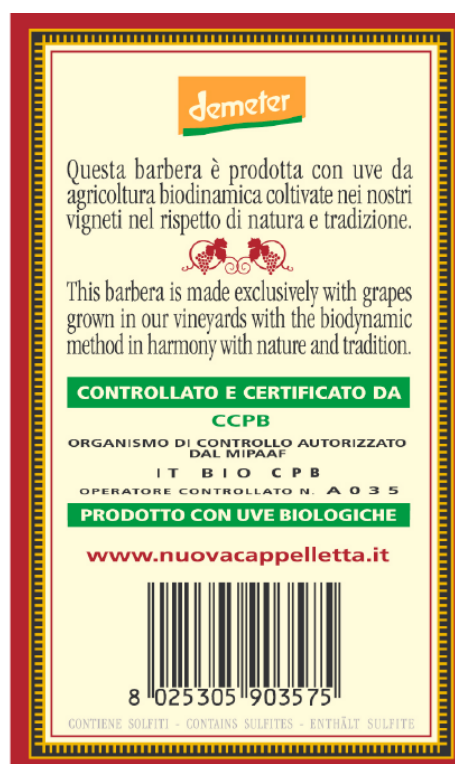 demeter
Questa barbera è prodotta con uve da
agricoltura biodinamica coltivate nei nostri
vigneti nel rispetto di natura e tradizione.
This barbera is made exclusively with grapes
grown in our vineyards with the biodynamic
method in harmony with nature and tradition.
CONTROLLATO E CERTIFICATO DA
CCPB
ORGANISMO DI CONTROLLO AUTORIZZATO
DAL MIPAAF
IT BIO CPB
OPERATORE CONTROLLATO N. A035
PRODOTTO CON UVE BIOLOGICHE
www.nuovacappelletta.it
8 025305 903575
CONTIENE SOLFITI - CONTAINS SULFITES - ENTHÄLT SULFITE